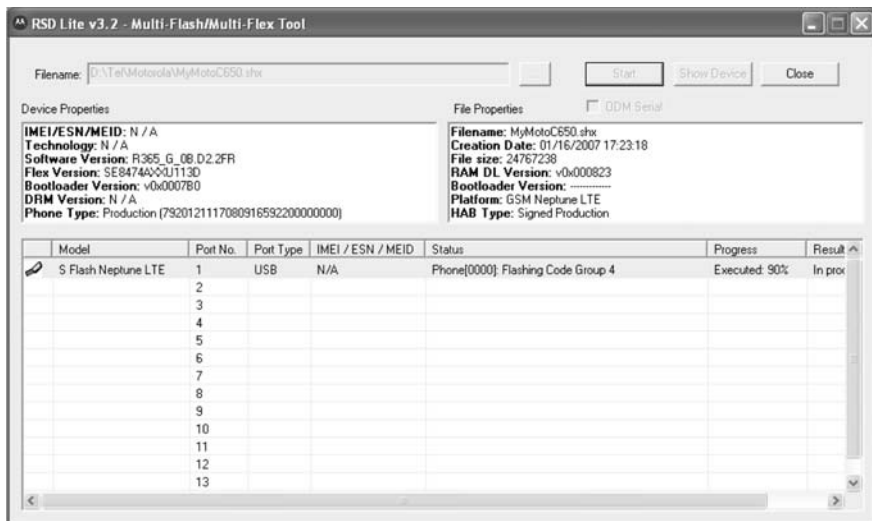 RSD Lite v3.2 - Multi-Flash/Multi-Flex Tool
Filename: D:\Tel\Motorola\MyMotoC650.shx ... Start Show Device Close
Device Properties
File Properties DDM Serial
IMEI/ESN/MEID: N / A
Technology: N / A
Software Version: R365_G_0B.D2.2FR
Flex Version: SE8474AXXU113D
Bootloader Version: v0x0007B0
DRM Version: N / A
Phone Type: Production (7920121117080916592200000000)
Filename: MyMotoC650.shx
Creation Date: 01/16/2007 17:23:18
File size: 24767238
RAM DL Version: v0x000823
Bootloader Version: -------------
Platform: GSM Neptune LTE
HAB Type: Signed Production
Model Port No. Port Type IMEI / ESN / MEID Status Progress Result
S Flash Neptune LTE 1 USB N/A Phone[0000]: Flashing Code Group 4 Executed: 90% In proc
2
3
4
5
6
7
8
9
10
11
12
13